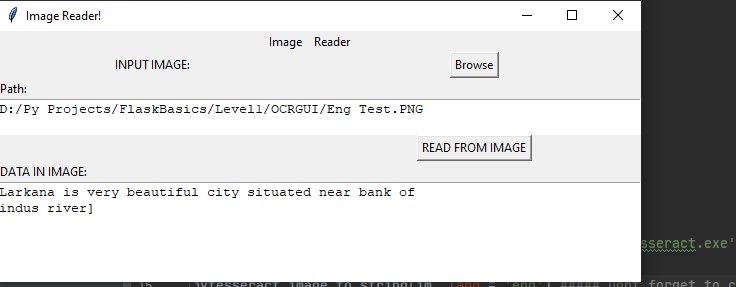 Image Reader!
Image Reader
INPUT IMAGE:
Browse
Path:
D:/Py Projects/FlaskBasics/Level1/OCRGUI/Eng Test.PNG
READ FROM IMAGE
DATA IN IMAGE:
Larkana is very beautiful city situated near bank of
indus river]
sseract.exe'